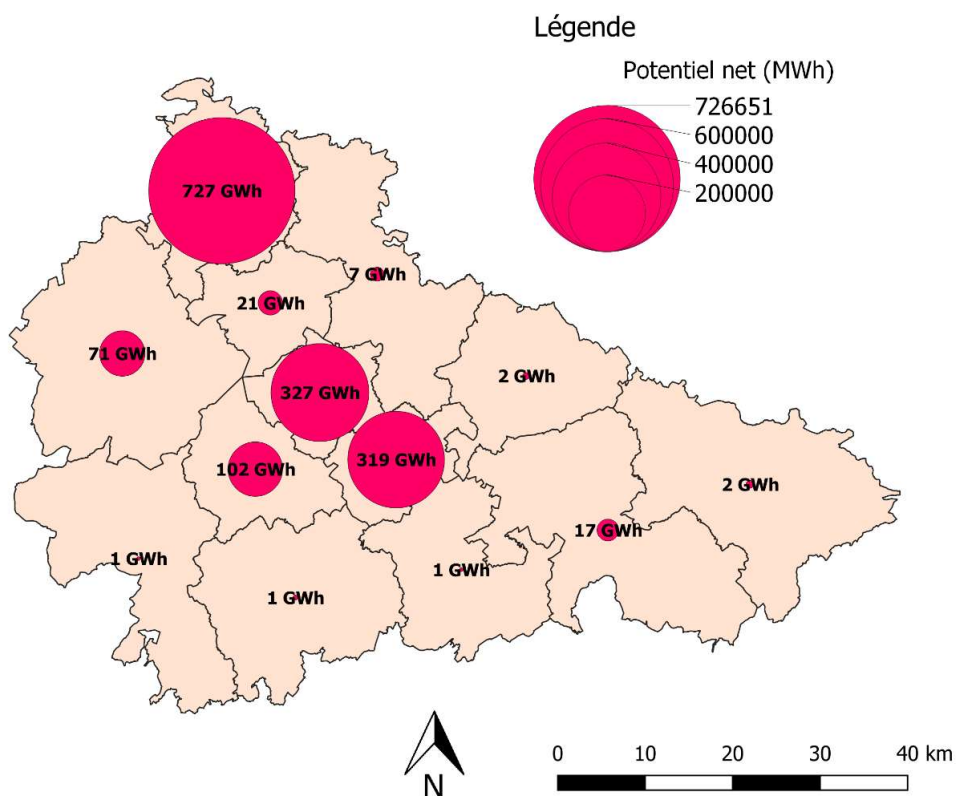 Légende
Potentiel net (MWh)
726651
600000
400000
200000
727 GWh
7 GWh
21 GWh
71 GWh
2 GWh
327 GWh
319 GWh
102 GWh
2 GWh
17 GWh
1 GWh
1 GWh
1 GWh
N
0 10 20 30 40 km